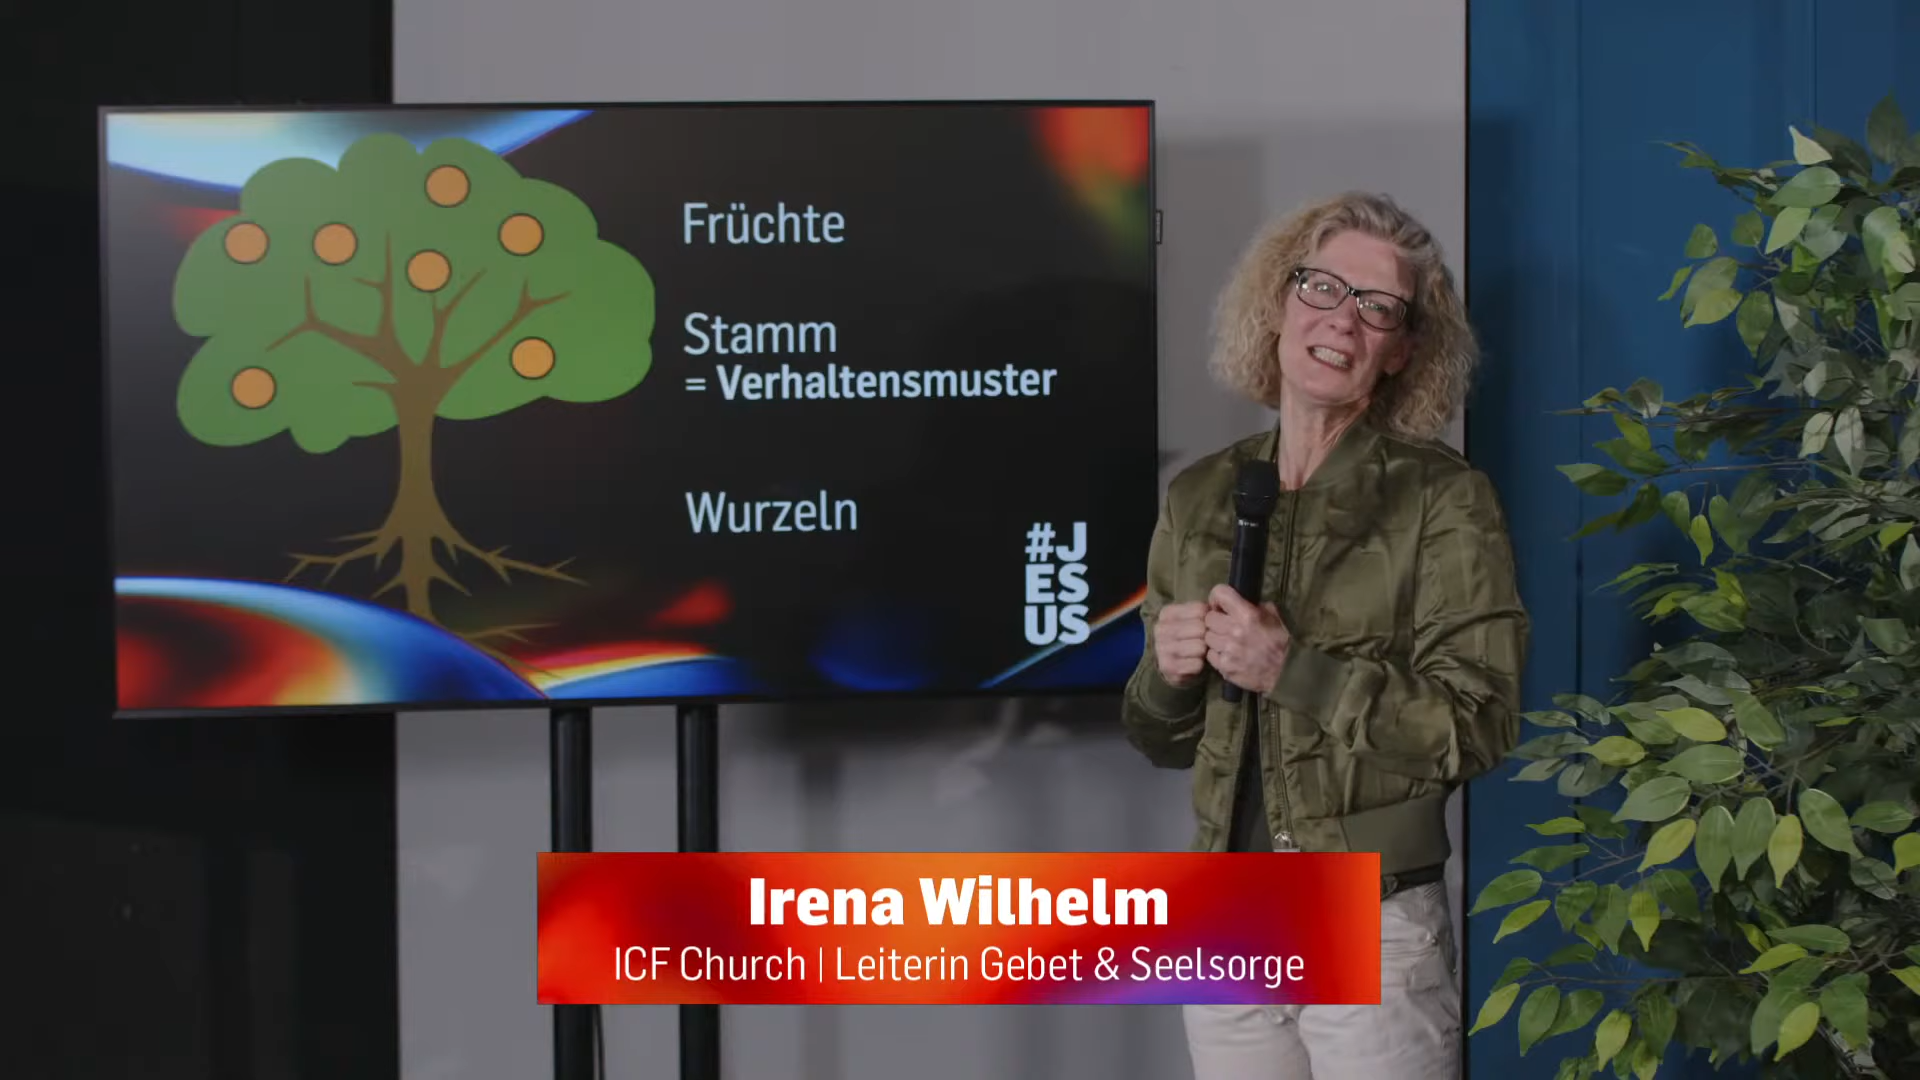 Früchte
Stamm
= Verhaltensmuster
Wurzeln
#J
ES
US
Irena Wilhelm
ICF Church | Leiterin Gebet & Seelsorge